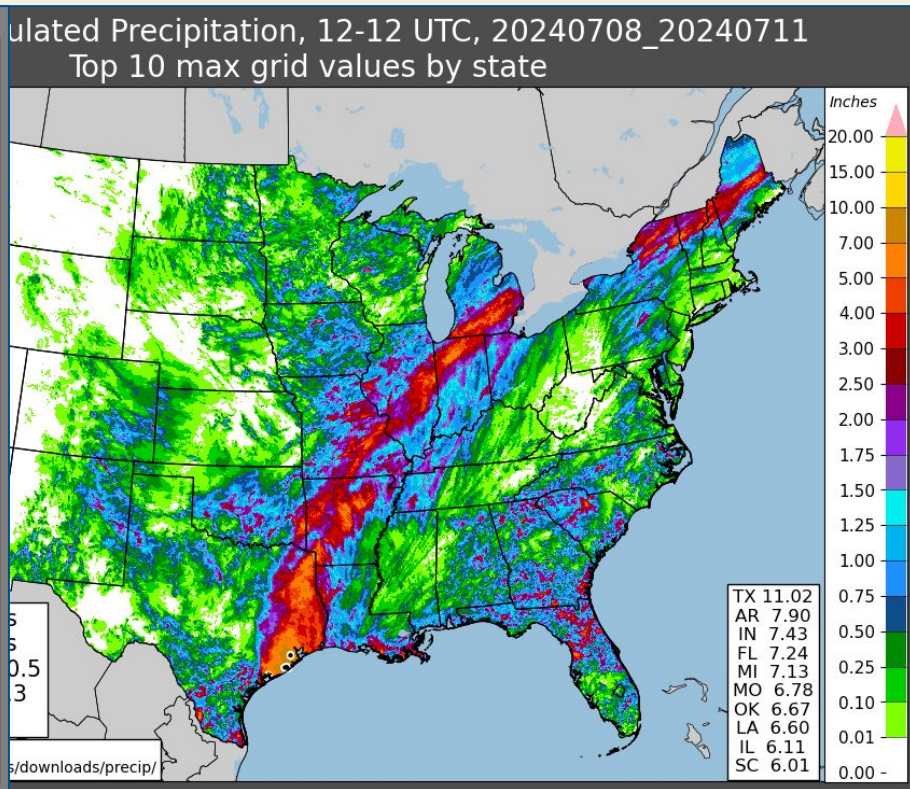 ulated Precipitation, 12-12 UTC, 20240708_20240711
Top 10 max grid values by state
Inches
20.00
15.00
10.00
7.00
5.00
4.00
3.00
2.50
2.00
1.75
1.50
1.25
1.00
0.75
0.50
0.25
0.10
0.01
0.00
TX 11.02
AR 7.90
IN 7.43
FL 7.24
MI 7.13
MO 6.78
OK 6.67
LA 6.60
IL 6.11
SC 6.01
s
s
0.5
.3
s/downloads/precip/